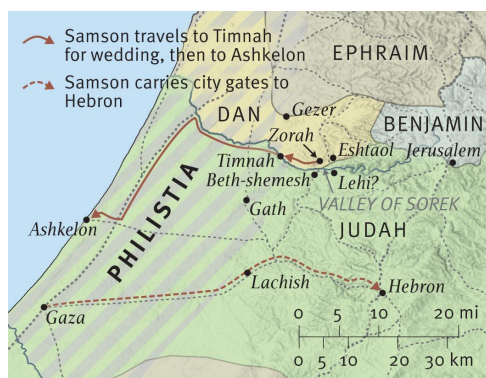 Samson travels to Timnah
for wedding, then to Ashkelon
Samson carries city gates to
Hebron
EPHRAIM
DAN
Gezer
BENJAMIN
Zorah
Eshtaol
Jerusalem
Timnah
Beth-shemesh
Lehi?
VALLEY OF SOREK
PHILISTIA
Gath
JUDAH
Ashkelon
Lachish
Hebron
Gaza
0 5 10 20 mi
0 5 10 20 30 km